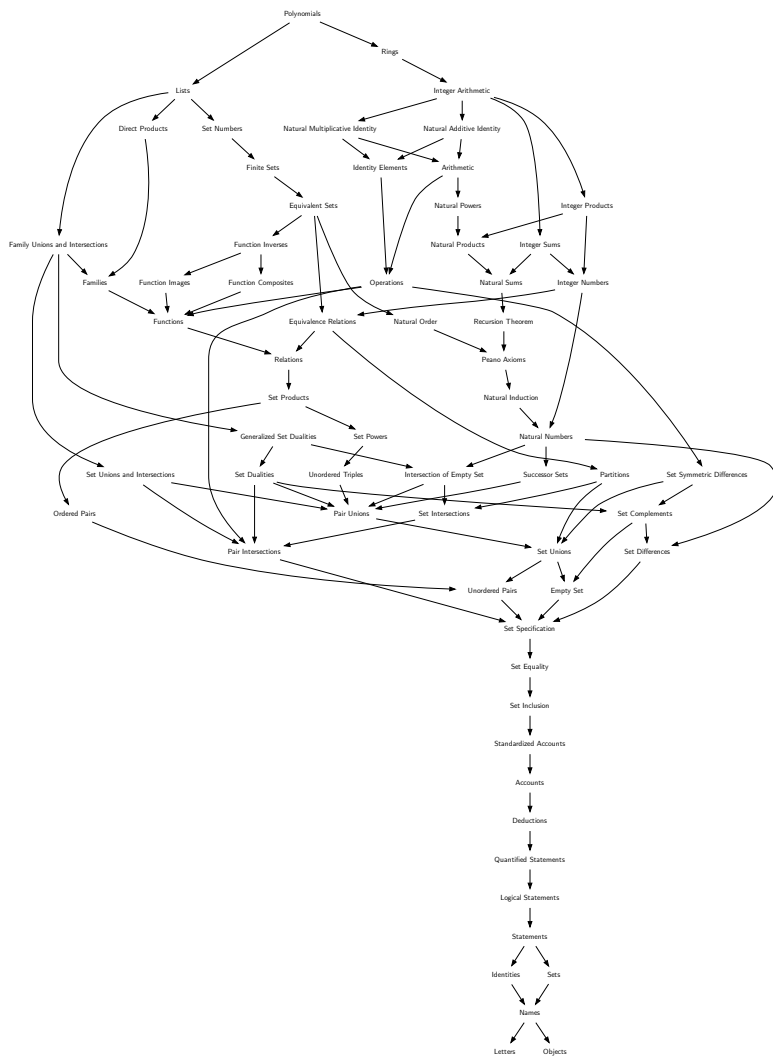 Polynomials
Rings
Lists
Integer Arithmetic
Direct Products
Set Numbers
Natural Multiplicative Identity
Natural Additive Identity
Finite Sets
Identity Elements
Arithmetic
Equivalent Sets
Natural Powers
Integer Products
Family Unions and Intersections
Function Inverses
Natural Products
Integer Sums
Families
Function Images
Function Composites
Operations
Natural Sums
Integer Numbers
Functions
Equivalence Relations
Natural Order
Recursion Theorem
Relations
Peano Axioms
Set Products
Natural Induction
Generalized Set Dualities
Set Powers
Natural Numbers
Set Unions and Intersections
Set Dualities
Unordered Triples
Intersection of Empty Set
Successor Sets
Partitions
Set Symmetric Differences
Ordered Pairs
Pair Unions
Set Intersections
Set Complements
Pair Intersections
Set Unions
Set Differences
Unordered Pairs
Empty Set
Set Specification
Set Equality
Set Inclusion
Standardized Accounts
Accounts
Deductions
Quantified Statements
Logical Statements
Statements
Identities
Sets
Names
Letters
Objects